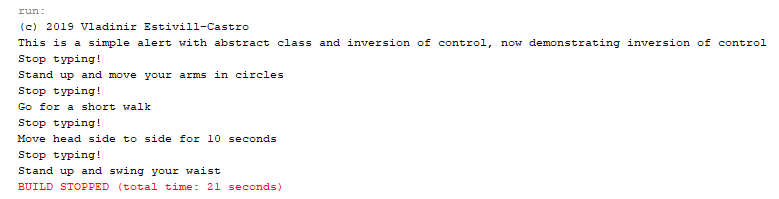 run:
(c) 2019 Vladinir Estivill-Castro
This is a simple alert with abstract class and inversion of control, now demonstrating inversion of control
Stop typing!
Stand up and move your arms in circles
Stop typing!
Go for a short walk
Stop typing!
Move head side to side for 10 seconds
Stop typing!
Stand up and swing your waist
BUILD STOPPED (total time: 21 seconds)